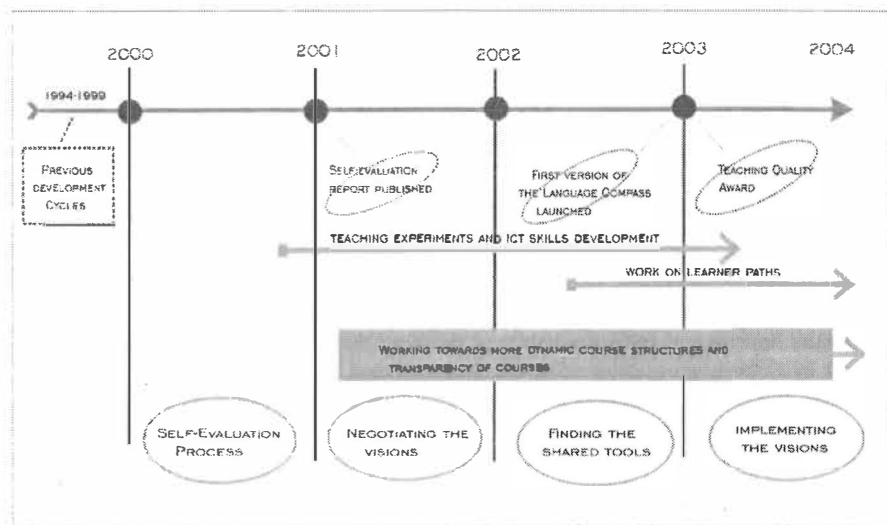 2000
2001
2002
2003
2004
1994-1999
PREVIOUS
DEVELOPMENT
CYCLES
SELF-EVALUATION
REPORT PUBLISHED
FIRST VERSION OF
THE LANGUAGE COMPASS
LAUNCHED
TEACHING QUALITY
AWARD
TEACHING EXPERIMENTS AND ICT SKILLS DEVELOPMENT
WORK ON LEARNER PATHS
WORKING TOWARDS MORE DYNAMIC COURSE STRUCTURES AND
TRANSPARENCY OF COURSES
SELF-EVALUATION
PROCESS
NEGOTIATING THE
VISIONS
FINDING THE
SHARED TOOLS
IMPLEMENTING
THE VISIONS